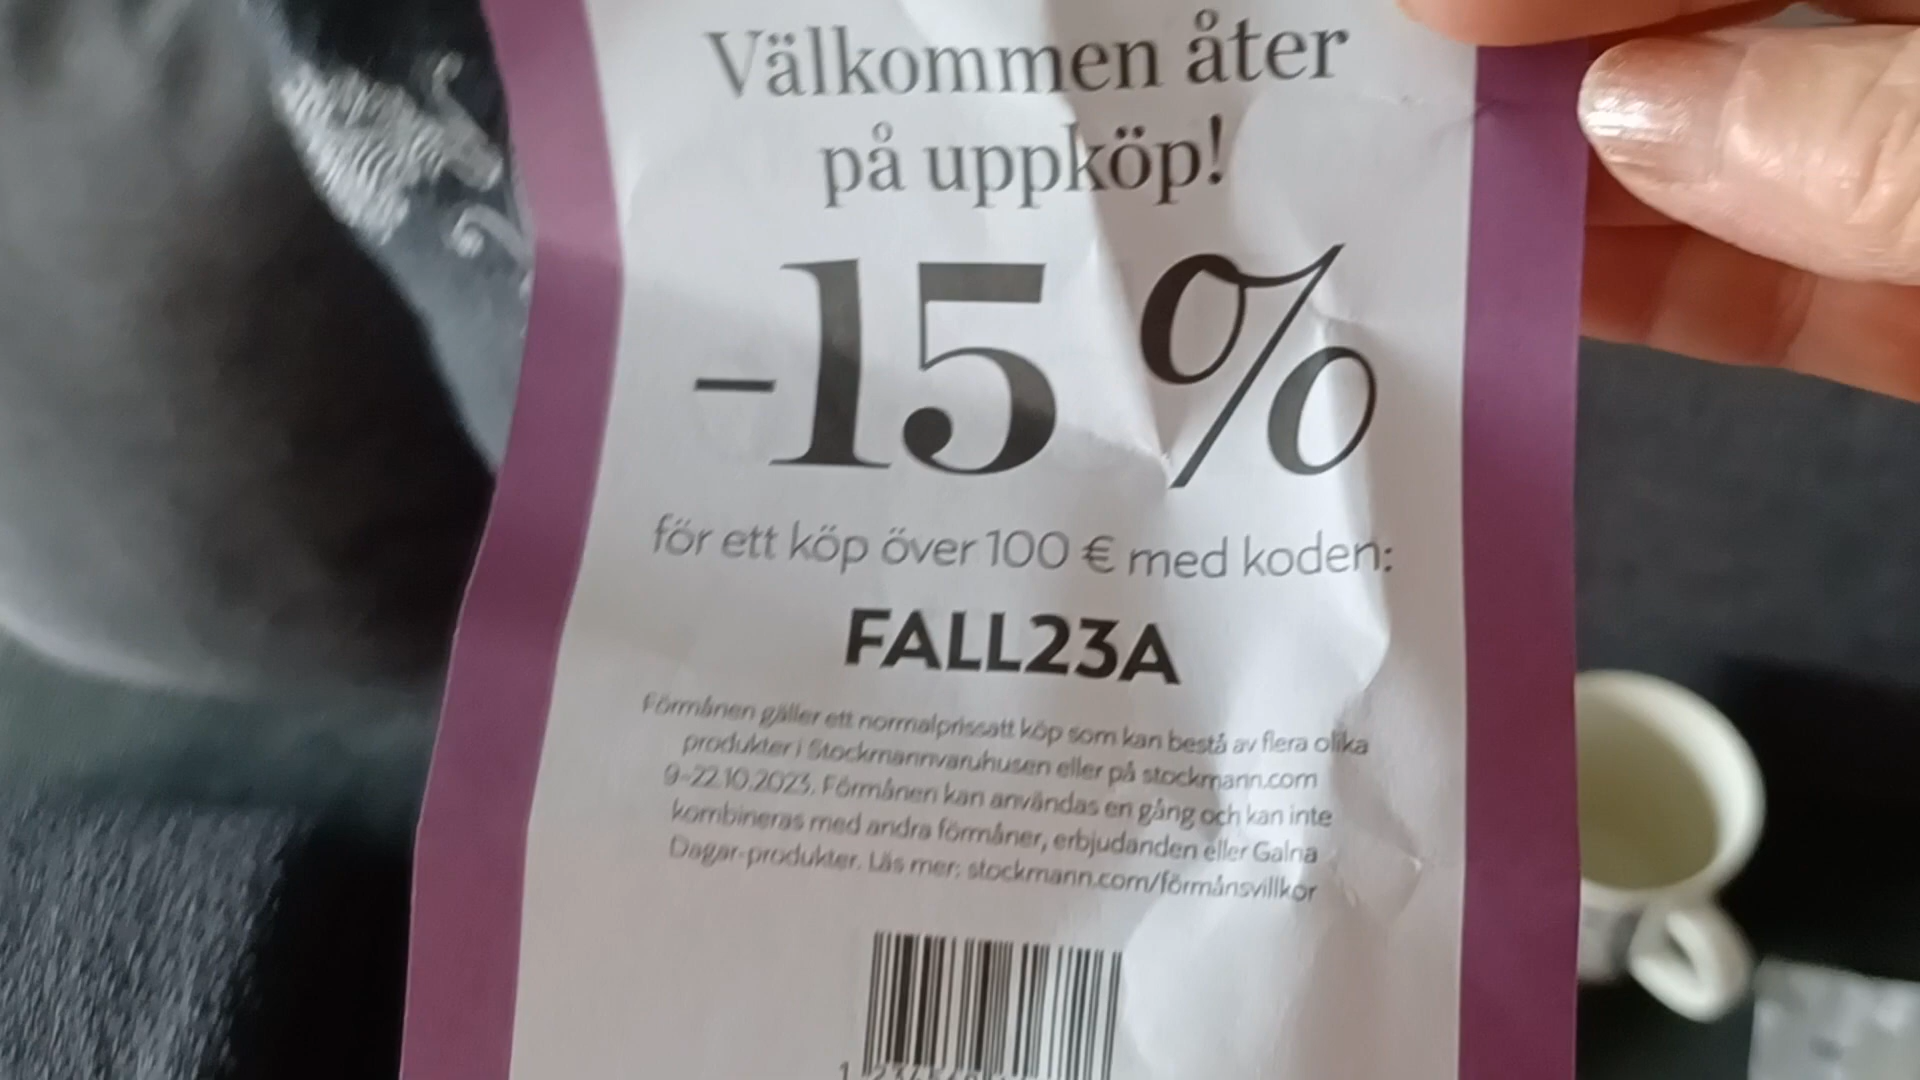 Välkommen åter
på uppköp!
-15 %
för ett köp över 100 € med koden:
FALL23A
Förmånen gäller ett normalprissatt köp som kan bestå av flera olika
produkter i Stockmannvaruhusen eller på stockmann.com
9–22.10.2023. Förmånen kan användas en gång och kan inte
kombineras med andra förmåner, erbjudanden eller Galna
Dagar-produkter. Läs mer: stockmann.com/förmånsvillkor